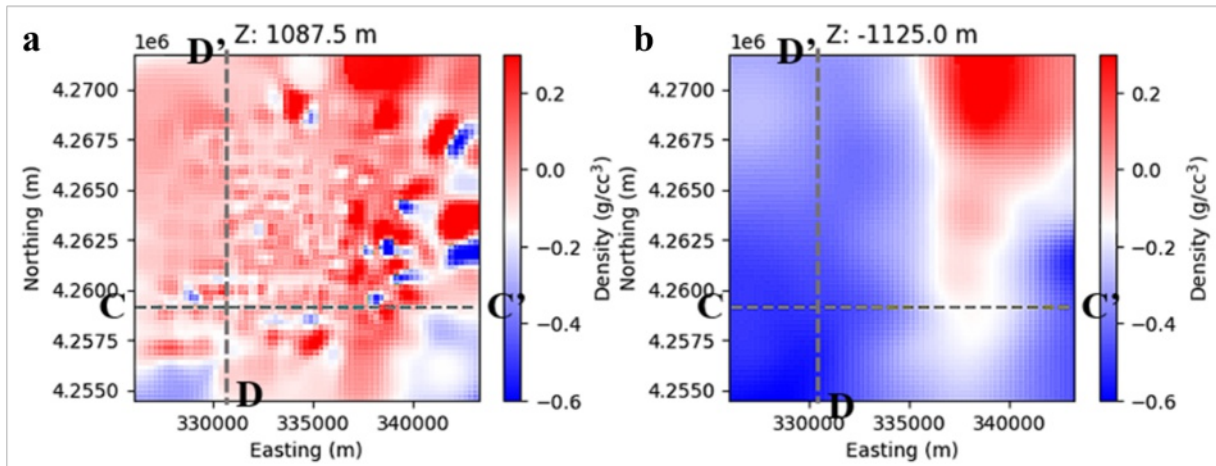 a
1e6
D’
Z: 1087.5 m
4.2700
4.2675
4.2650
4.2625
4.2600
4.2575
4.2550
Northing (m)
C
C’
D
330000
335000
340000
Easting (m)
0.2
0.0
−0.2
−0.4
−0.6
Density (g/cc³)
b
1e6
D’
Z: -1125.0 m
4.2700
4.2675
4.2650
4.2625
4.2600
4.2575
4.2550
Northing (m)
C
C’
D
330000
335000
340000
Easting (m)
0.2
0.0
−0.2
−0.4
−0.6
Density (g/cc³)